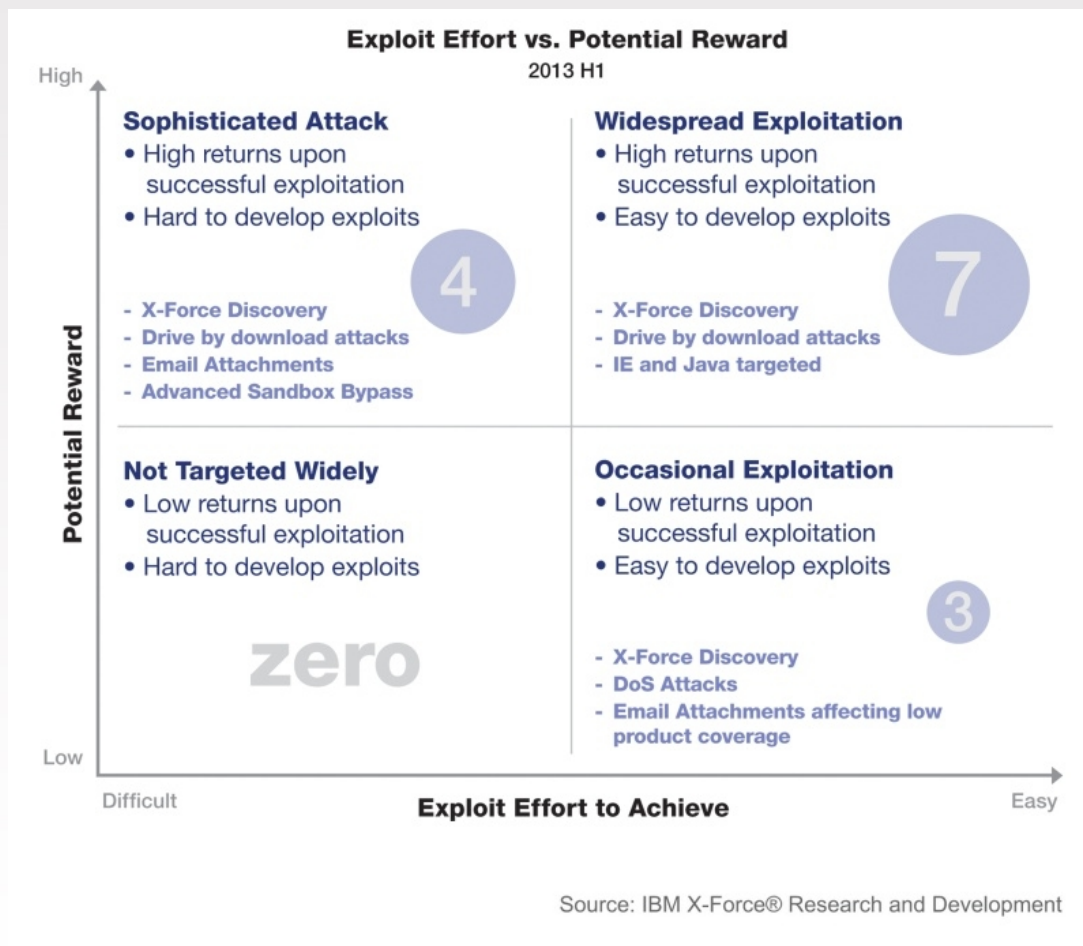 Exploit Effort vs. Potential Reward
2013 H1
High
Sophisticated Attack
• High returns upon
successful exploitation
• Hard to develop exploits
4
- X-Force Discovery
- Drive by download attacks
- Email Attachments
- Advanced Sandbox Bypass
Widespread Exploitation
• High returns upon
successful exploitation
• Easy to develop exploits
7
- X-Force Discovery
- Drive by download attacks
- IE and Java targeted
Potential Reward
Not Targeted Widely
• Low returns upon
successful exploitation
• Hard to develop exploits
zero
Occasional Exploitation
• Low returns upon
successful exploitation
• Easy to develop exploits
3
- X-Force Discovery
- DoS Attacks
- Email Attachments affecting low
product coverage
Low
Difficult
Exploit Effort to Achieve
Easy
Source: IBM X-Force® Research and Development